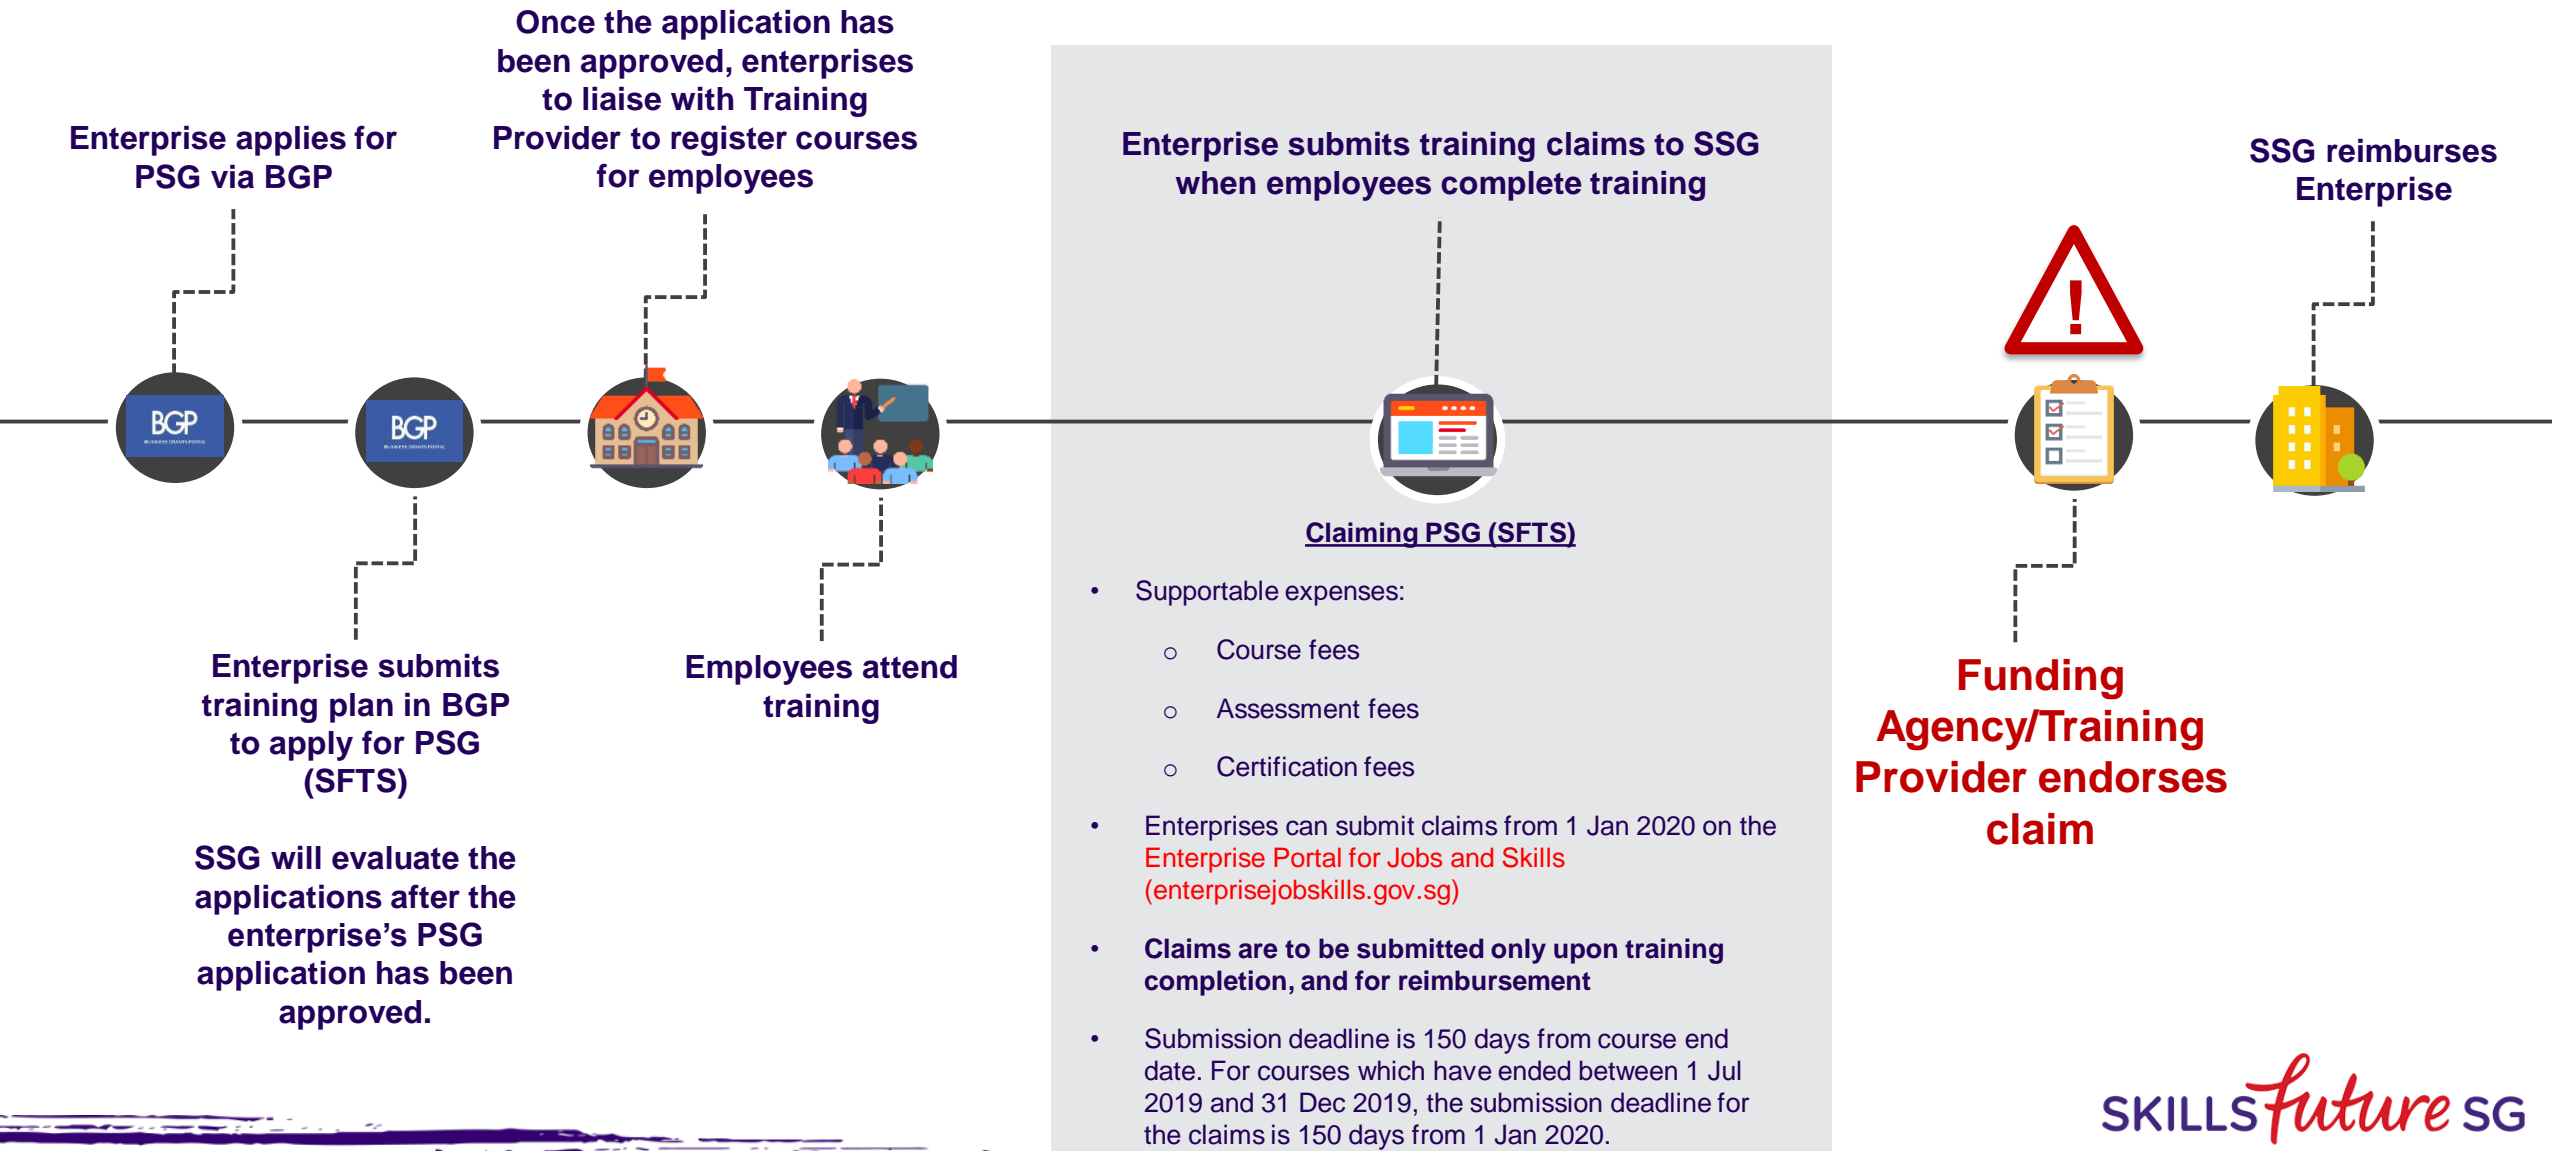 Enterprise applies for
PSG via BGP
Once the application has
been approved, enterprises
to liaise with Training
Provider to register courses
for employees
Enterprise submits training claims to SSG
when employees complete training
SSG reimburses
Enterprise
!
BGP
BUSINESS GRANTS PORTAL
BGP
BUSINESS GRANTS PORTAL
Enterprise submits
training plan in BGP
to apply for PSG
(SFTS)
SSG will evaluate the
applications after the
enterprise’s PSG
application has been
approved.
Employees attend
training
Claiming PSG (SFTS)
• Supportable expenses:
o Course fees
o Assessment fees
o Certification fees
• Enterprises can submit claims from 1 Jan 2020 on the
Enterprise Portal for Jobs and Skills
(enterprisejobskills.gov.sg)
• Claims are to be submitted only upon training
completion, and for reimbursement
• Submission deadline is 150 days from course end
date. For courses which have ended between 1 Jul
2019 and 31 Dec 2019, the submission deadline for
the claims is 150 days from 1 Jan 2020.
Funding
Agency/Training
Provider endorses
claim
SKILLS future SG